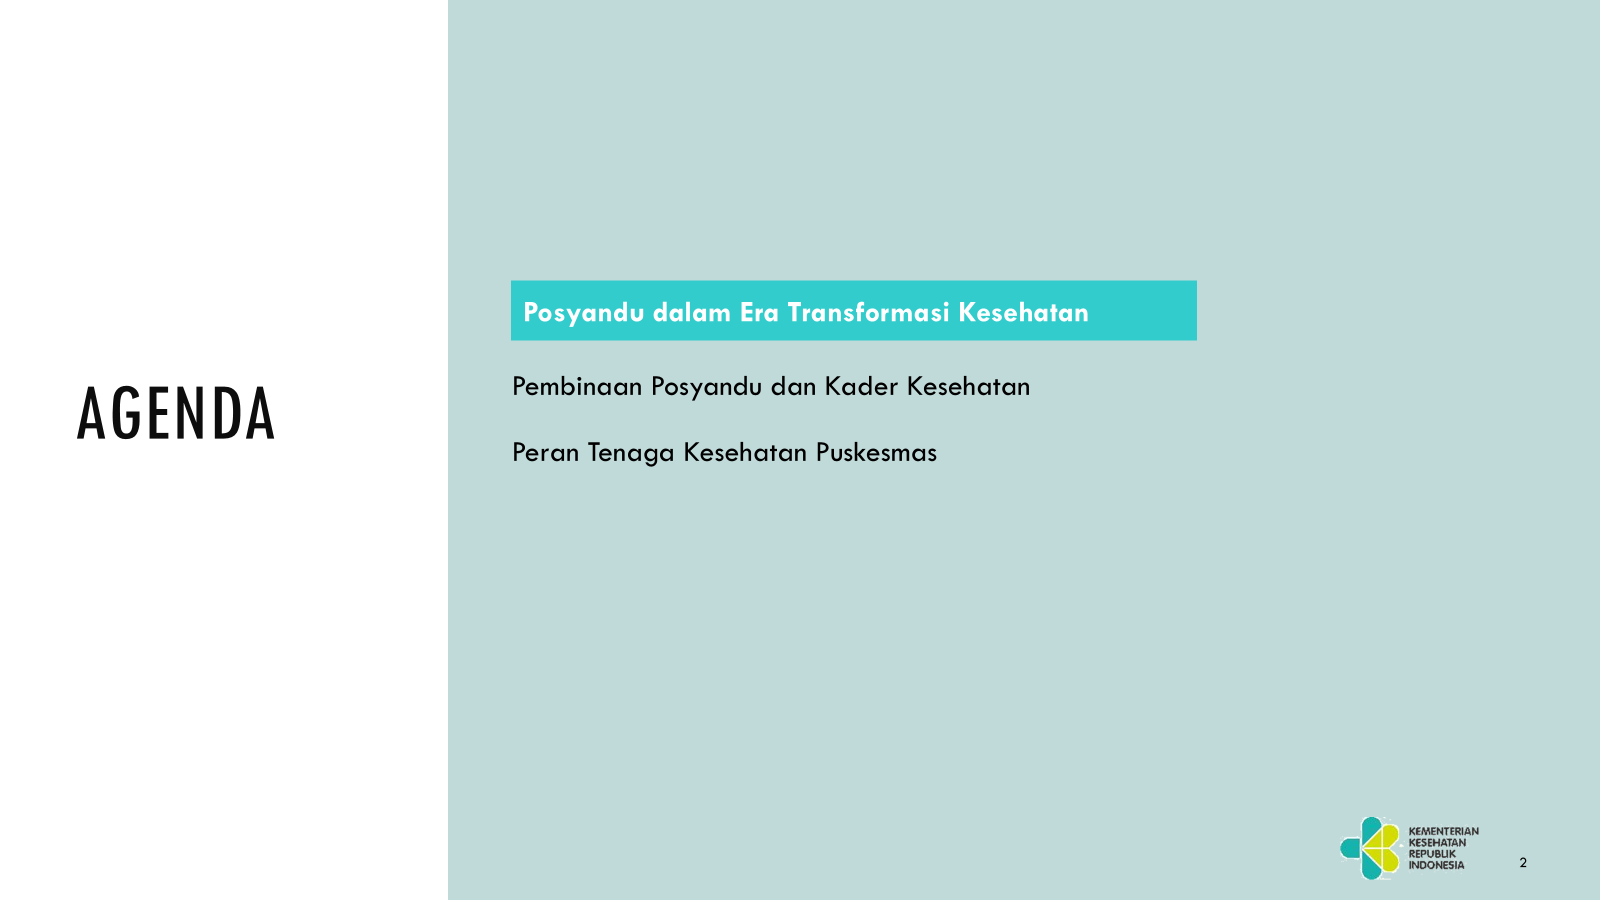 AGENDA
Posyandu dalam Era Transformasi Kesehatan
Pembinaan Posyandu dan Kader Kesehatan
Peran Tenaga Kesehatan Puskesmas
KEMENTERIAN
KESEHATAN
REPUBLIK
INDONESIA
2